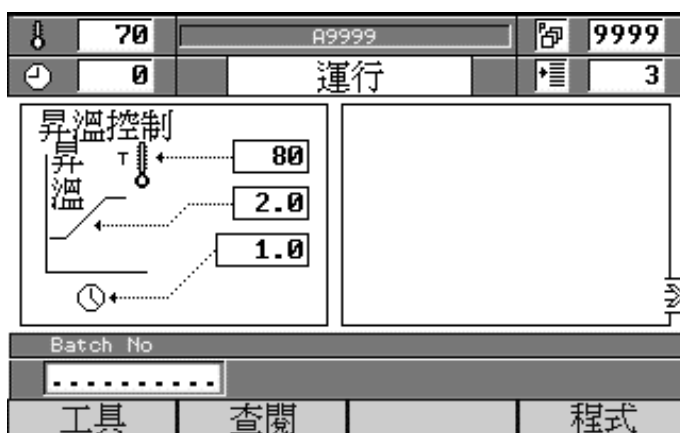 70 A9999 P 9999
0 運行 3
昇溫控制
昇溫
T
80
2.0
1.0
Batch No
..........
工具 查閱 程式